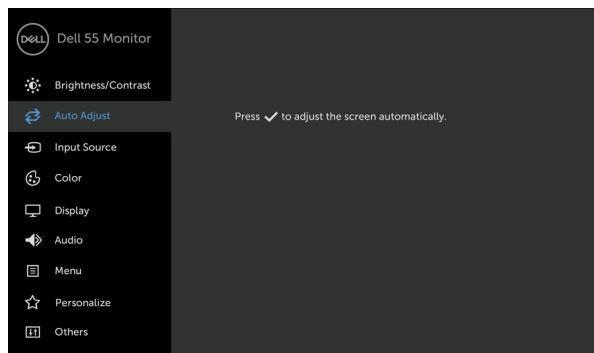 DELL Dell 55 Monitor
Brightness/Contrast
Auto Adjust
Press ✓ to adjust the screen automatically.
Input Source
Color
Display
Audio
Menu
Personalize
Others